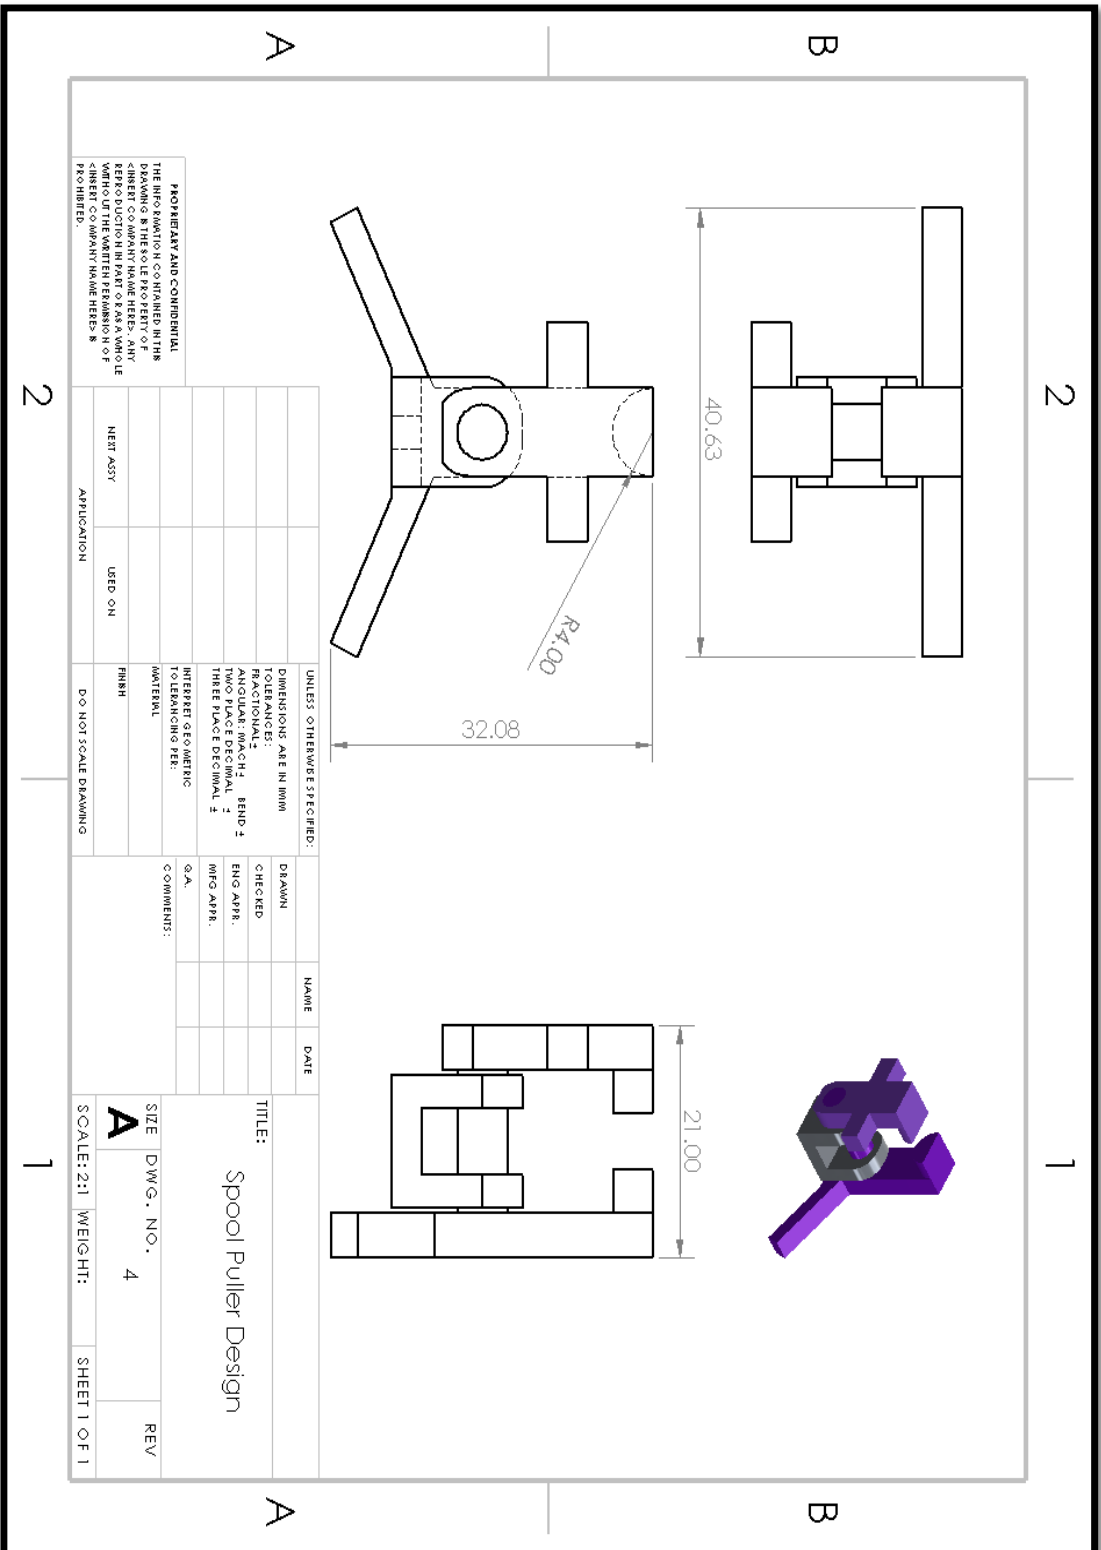 2
1
B
B
A
A
2
1
40.63
R4.00
32.08
21.00
PROPRIETARY AND CONFIDENTIAL
THE INFORMATION CONTAINED IN THIS
DRAWING IS THE SOLE PROPERTY OF
<INSERT COMPANY NAME HERE>. ANY
REPRODUCTION IN PART OR AS A WHOLE
WITHOUT THE WRITTEN PERMISSION OF
<INSERT COMPANY NAME HERE> IS
PROHIBITED.
NEXT ASSY
USED ON
APPLICATION
UNLESS OTHERWISE SPECIFIED:
DIMENSIONS ARE IN MM
TOLERANCES:
FRACTIONAL ±
ANGULAR: MACH ± BEND ±
TWO PLACE DECIMAL ±
THREE PLACE DECIMAL ±
INTERPRET GEOMETRIC
TOLERANCING PER:
MATERIAL
FINISH
DO NOT SCALE DRAWING
NAME
DATE
DRAWN
CHECKED
ENG APPR.
MFG APPR.
Q.A.
COMMENTS:
TITLE:
Spool Puller Design
SIZE
A
DWG. NO.
4
REV
SCALE: 2:1
WEIGHT:
SHEET 1 OF 1